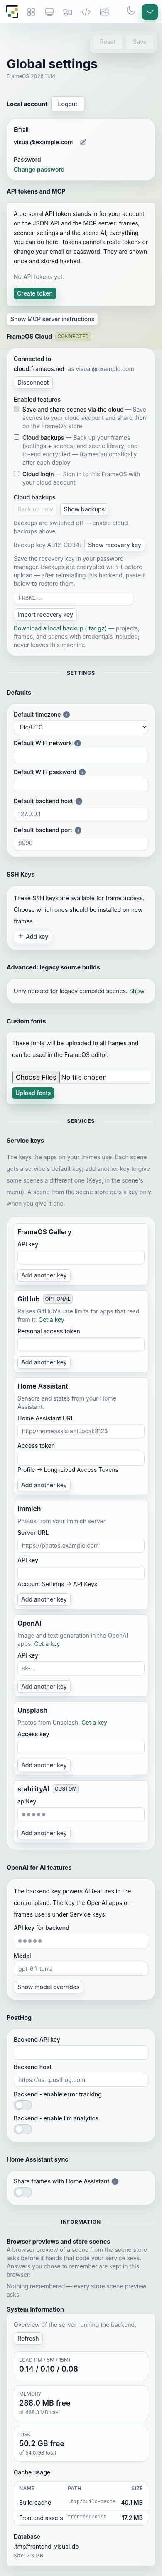 Reset Save
Global settings
FrameOS 2026.11.14
Local account Logout
Email
visual@example.com
Password
Change password
API tokens and MCP
A personal API token stands in for your account
on the JSON API and the MCP server: frames,
scenes, settings and the scene AI, everything
you can do here. Tokens cannot create tokens or
change your email or password. They are shown
once and stored hashed.
No API tokens yet.
Create token
Show MCP server instructions
FrameOS Cloud CONNECTED
Connected to
cloud.frameos.net as visual@example.com
Disconnect
Enabled features
Save and share scenes via the cloud — Save
scenes to your cloud account and share them
on the FrameOS store
Cloud backups — Back up your frames
(settings + scenes) and scene library, end-
to-end encrypted — frames automatically
after each deploy
Cloud login — Sign in to this FrameOS with
your cloud account
Cloud backups
Back up now Show backups
Backups are switched off — enable cloud
backups above.
Backup key AB12-CD34: Show recovery key
Save the recovery key in your password
manager. Backups are encrypted with it before
upload — after reinstalling this backend, paste it
below to restore them.
FRBK1-...
Import recovery key
Download a local backup (.tar.gz) — projects,
frames, and scenes with credentials included;
never leaves this machine.
SETTINGS
Defaults
Default timezone
Etc/UTC
Default WiFi network
Default WiFi password
Default backend host
127.0.0.1
Default backend port
8990
SSH Keys
These SSH keys are available for frame access.
Choose which ones should be installed on new
frames.
+ Add key
Advanced: legacy source builds
Only needed for legacy compiled scenes. Show
Custom fonts
These fonts will be uploaded to all frames and
can be used in the FrameOS editor.
Choose Files No file chosen
Upload fonts
SERVICES
Service keys
The keys the apps on your frames use. Each scene
gets a service's default key; add another key to give
some scenes a different one (Keys, in the scene's
menu). A scene from the scene store gets a key only
when you give it one.
FrameOS Gallery
API key
Add another key
GitHub OPTIONAL
Raises GitHub's rate limits for apps that read
from it. Get a key
Personal access token
Add another key
Home Assistant
Sensors and states from your Home
Assistant.
Home Assistant URL
http://homeassistant.local:8123
Access token
Profile → Long-Lived Access Tokens
Add another key
Immich
Photos from your Immich server.
Server URL
https://photos.example.com
API key
Account Settings → API Keys
Add another key
OpenAI
Image and text generation in the OpenAI
apps. Get a key
API key
sk-...
Add another key
Unsplash
Photos from Unsplash. Get a key
Access key
Add another key
stabilityAI CUSTOM
apiKey
●●●●●
Add another key
OpenAI for AI features
The backend key powers AI features in the
control plane. The key the OpenAI apps on
frames use is under Service keys.
API key for backend
●●●●●
Model
gpt-6.1-terra
Show model overrides
PostHog
Backend API key
Backend host
https://us.i.posthog.com
Backend - enable error tracking
Backend - enable llm analytics
Home Assistant sync
Share frames with Home Assistant
INFORMATION
Browser previews and store scenes
A browser preview of a scene from the scene store
asks before it hands that code your service keys.
Answers you chose to remember are kept in this
browser:
Nothing remembered — every store scene preview
asks.
System information
Overview of the server running the backend.
Refresh
LOAD (1M / 5M / 15M)
0.14 / 0.10 / 0.08
MEMORY
288.0 MB free
of 488.3 MB total
DISK
50.2 GB free
of 54.0 GB total
Cache usage
NAME PATH SIZE
Build cache .tmp/build-cache 40.1 MB
Frontend assets frontend/dist 17.2 MB
Database
.tmp/frontend-visual.db
Size: 2.3 MB